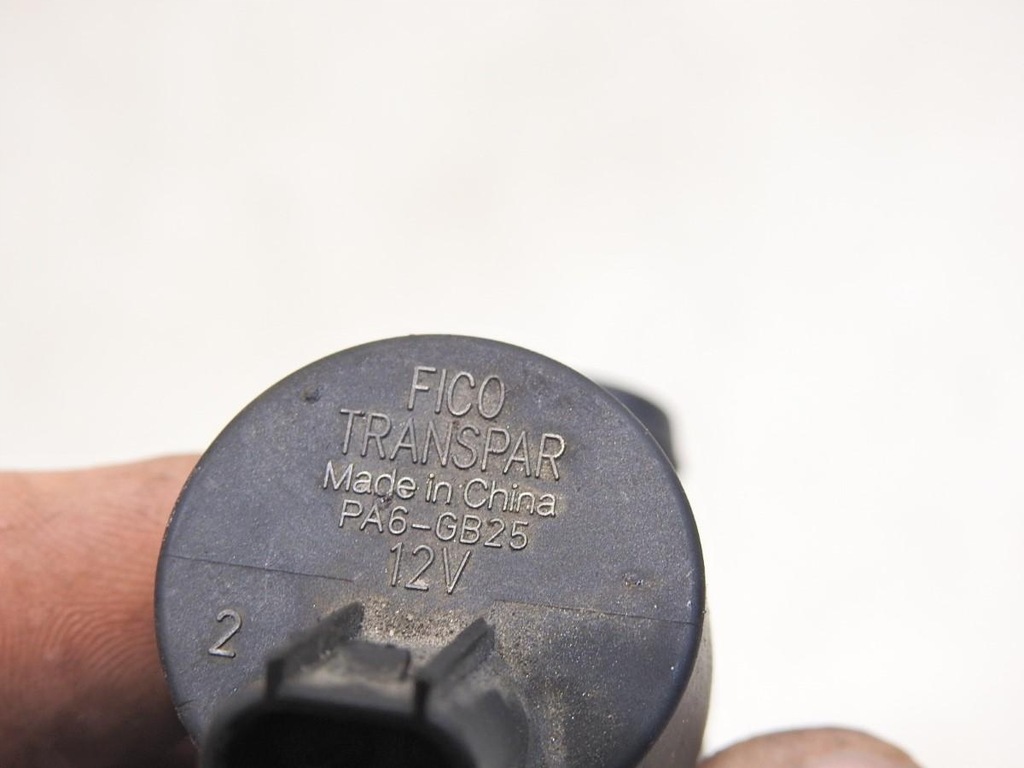 FICO
TRANSPAR
Made in China
PA6-GB25
12V
2